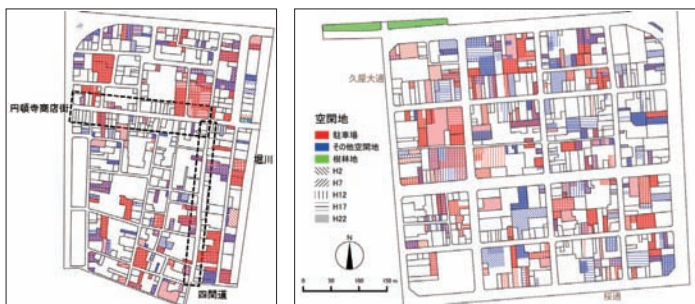 円頓寺商店街
堀川
四間道
久屋大通
空閑地
駐車場
その他空閑地
樹林地
H2
H7
H12
H17
H22
0 50 100 150 m
桜通